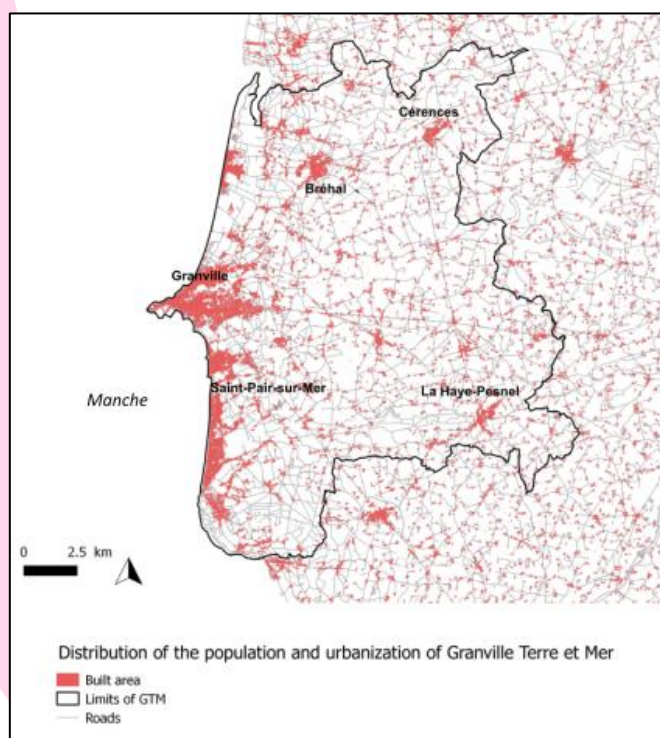 Cérences
Bréhal
Granville
Saint-Pair-sur-Mer
La Haye-Pesnel
Manche
0 2.5 km
Distribution of the population and urbanization of Granville Terre et Mer
Built area
Limits of GTM
Roads